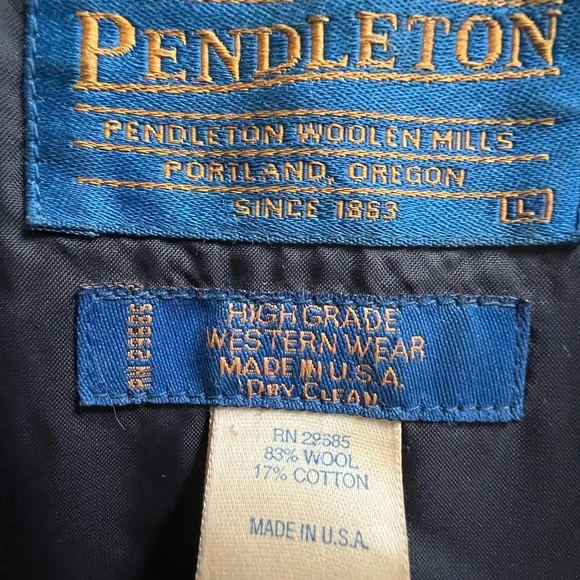 PENDLETON
PENDLETON WOOLEN MILLS
PORTLAND, OREGON
SINCE 1863
L
RN 29685
HIGH GRADE
WESTERN WEAR
MADE IN U.S.A.
DRY CLEAN
RN 29685
83% WOOL
17% COTTON
MADE IN U.S.A.